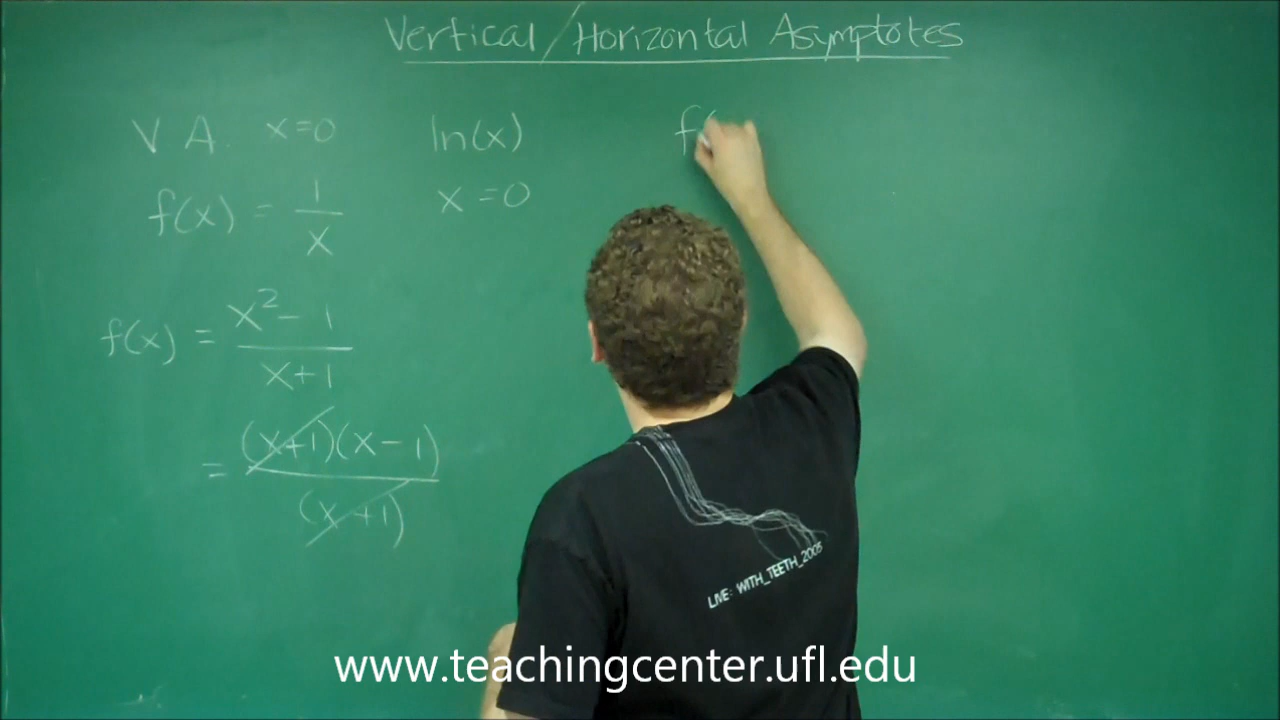 Vertical/Horizontal Asymptotes
V A. x=0
f(x) = 1/x
f(x) = x²-1/x+1
= (x+1)(x-1)/(x+1)
ln(x)
x=0
f(
LIVE: WITH_TEETH_2005
www.teachingcenter.ufl.edu